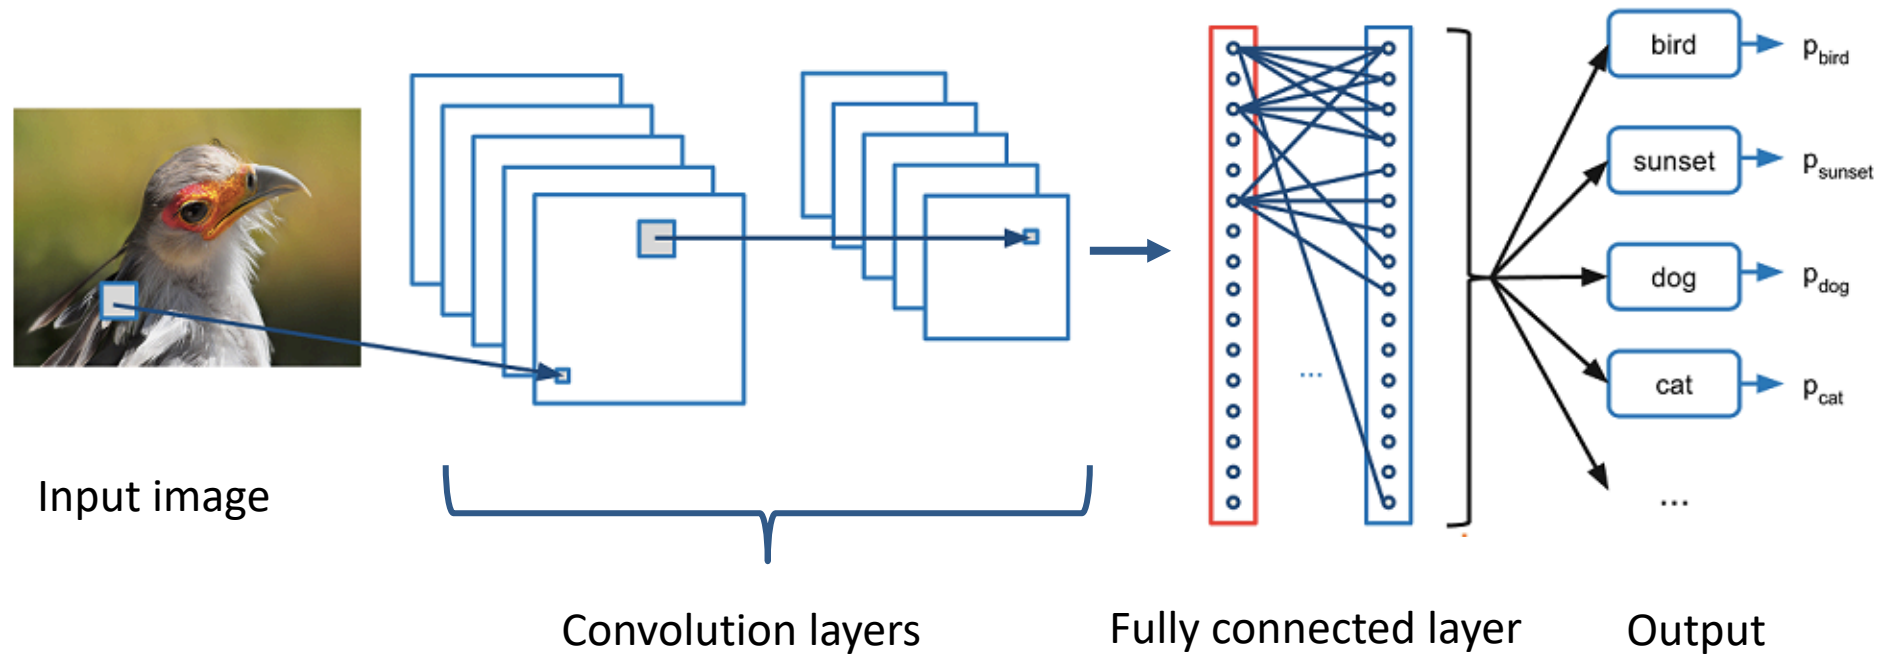 bird
p_bird
sunset
p_sunset
dog
p_dog
cat
p_cat
...
...
Input image
Convolution layers
Fully connected layer
Output